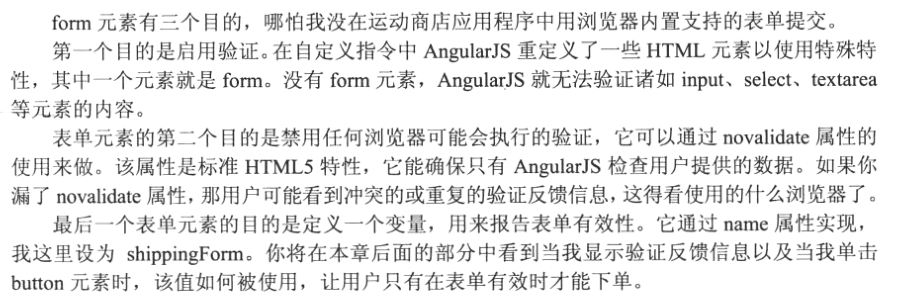 form 元素有三个目的，哪怕我没在运动商店应用程序中用浏览器内置支持的表单提交。
第一个目的是启用验证。在自定义指令中 AngularJS 重定义了一些 HTML 元素以使用特殊特
性，其中一个元素就是 form。没有 form 元素，AngularJS 就无法验证诸如 input、select、textarea
等元素的内容。
表单元素的第二个目的是禁用任何浏览器可能会执行的验证，它可以通过 novalidate 属性的
使用来做。该属性是标准 HTML5 特性，它能确保只有 AngularJS 检查用户提供的数据。如果你
漏了 novalidate 属性，那用户可能看到冲突的或重复的验证反馈信息，这得看使用的什么浏览器了。
最后一个表单元素的目的是定义一个变量，用来报告表单有效性。它通过 name 属性实现，
我这里设为 shippingForm。你将在本章后面的部分中看到当我显示验证反馈信息以及当我单击
button 元素时，该值如何被使用，让用户只有在表单有效时才能下单。